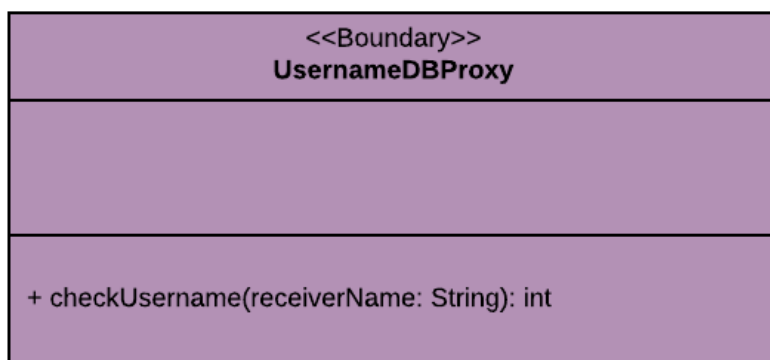 <<Boundary>>
UsernameDBProxy
+ checkUsername(receiverName: String): int